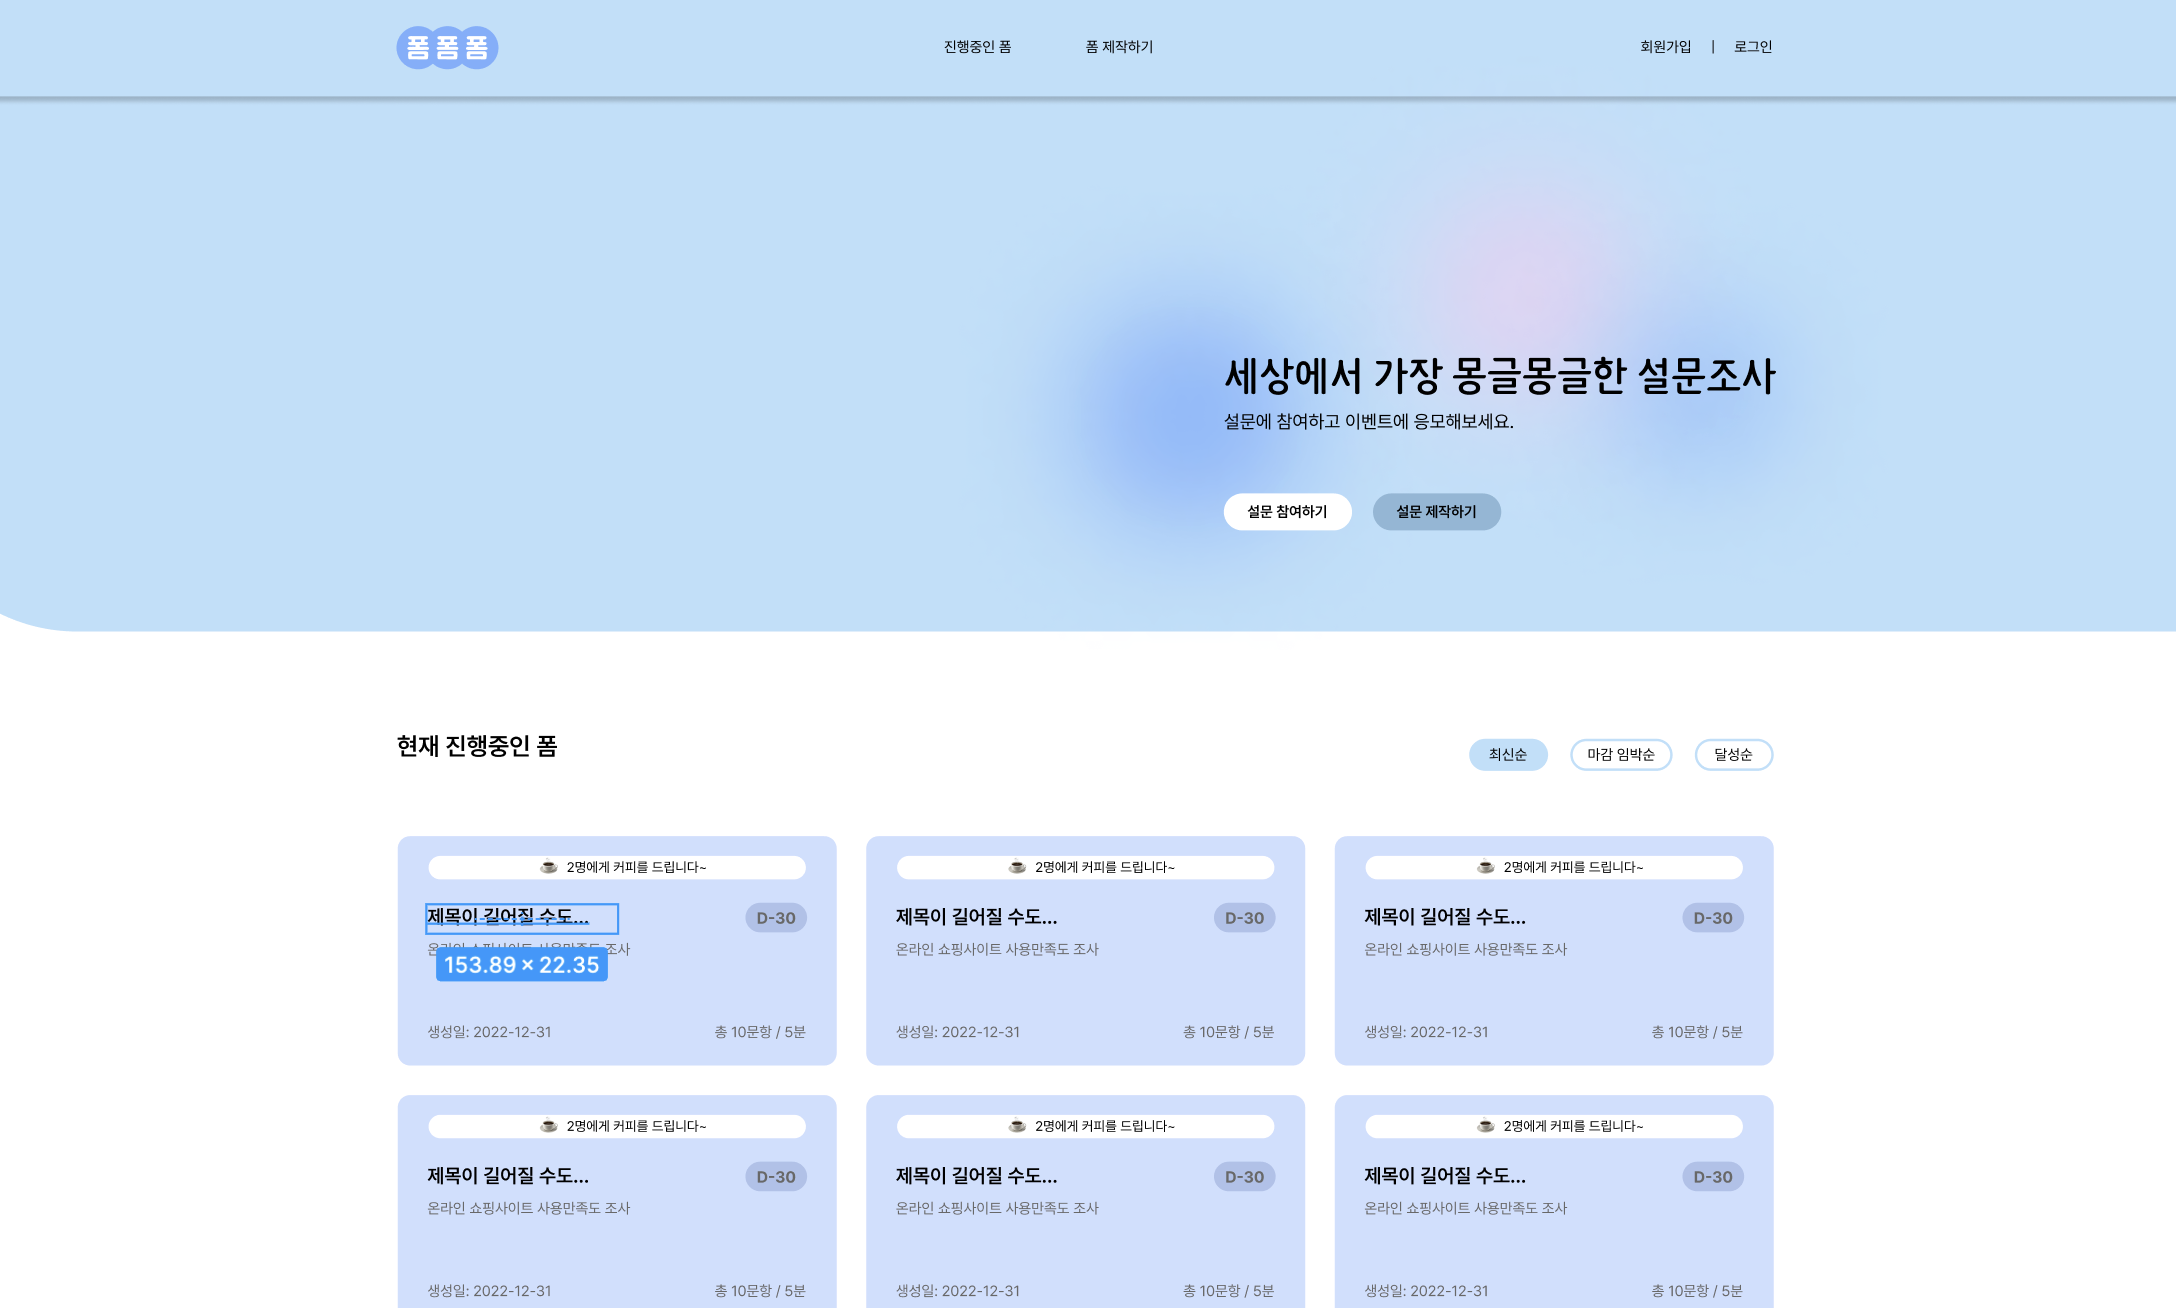 폼폼폼
진행중인 폼
폼 제작하기
회원가입 | 로그인
세상에서 가장 몽글몽글한 설문조사
설문에 참여하고 이벤트에 응모해보세요.
설문 참여하기
설문 제작하기
현재 진행중인 폼
최신순
마감 임박순
달성순
2명에게 커피를 드립니다~
제목이 길어질 수도...
D-30
온라인 쇼핑사이트 사용만족도 조사
153.89 × 22.35
생성일: 2022-12-31
총 10문항 / 5분
2명에게 커피를 드립니다~
제목이 길어질 수도...
D-30
온라인 쇼핑사이트 사용만족도 조사
생성일: 2022-12-31
총 10문항 / 5분
2명에게 커피를 드립니다~
제목이 길어질 수도...
D-30
온라인 쇼핑사이트 사용만족도 조사
생성일: 2022-12-31
총 10문항 / 5분
2명에게 커피를 드립니다~
제목이 길어질 수도...
D-30
온라인 쇼핑사이트 사용만족도 조사
생성일: 2022-12-31
총 10문항 / 5분
2명에게 커피를 드립니다~
제목이 길어질 수도...
D-30
온라인 쇼핑사이트 사용만족도 조사
생성일: 2022-12-31
총 10문항 / 5분
2명에게 커피를 드립니다~
제목이 길어질 수도...
D-30
온라인 쇼핑사이트 사용만족도 조사
생성일: 2022-12-31
총 10문항 / 5분